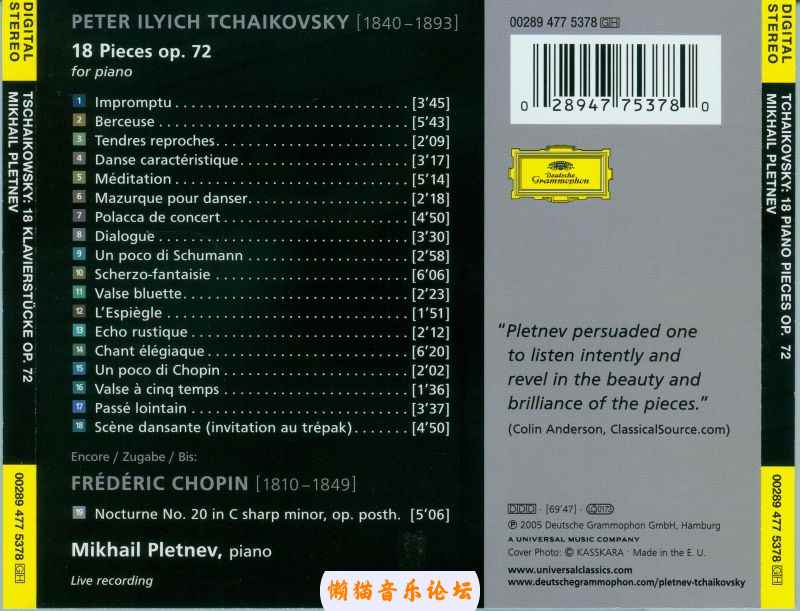 DIGITAL
STEREO
TSCHAIKOWSKY: 18 KLAVIERSTÜCKE OP. 72
MIKHAIL PLETNEV
00289 477 5378 GH
PETER ILYICH TCHAIKOVSKY [1840–1893]
18 Pieces op. 72
for piano
1 Impromptu [3'45]
2 Berceuse [5'43]
3 Tendres reproches [2'09]
4 Danse caractéristique [3'17]
5 Méditation [5'14]
6 Mazurque pour danser [2'18]
7 Polacca de concert [4'50]
8 Dialogue [3'30]
9 Un poco di Schumann [2'58]
10 Scherzo-fantaisie [6'06]
11 Valse bluette [2'23]
12 L'Espiègle [1'51]
13 Echo rustique [2'12]
14 Chant élégiaque [6'20]
15 Un poco di Chopin [2'02]
16 Valse à cinq temps [1'36]
17 Passé lointain [3'37]
18 Scène dansante (invitation au trépak) [4'50]
Encore / Zugabe / Bis:
FRÉDÉRIC CHOPIN [1810–1849]
19 Nocturne No. 20 in C sharp minor, op. posth. [5'06]
Mikhail Pletnev, piano
Live recording
00289 477 5378 GH
0 28947 75378 0
Deutsche
Grammophon
"Pletnev persuaded one
to listen intently and
revel in the beauty and
brilliance of the pieces."
(Colin Anderson, ClassicalSource.com)
DDD · [69'47] ·
℗ 2005 Deutsche Grammophon GmbH, Hamburg
A UNIVERSAL MUSIC COMPANY
Cover Photo: © KASSKARA · Made in the E. U.
www.universalclassics.com
www.deutschegrammophon.com/pletnev-tchaikovsky
DIGITAL
STEREO
TCHAIKOVSKY: 18 PIANO PIECES OP. 72
MIKHAIL PLETNEV
00289 477 5378 GH
懒猫音乐论坛